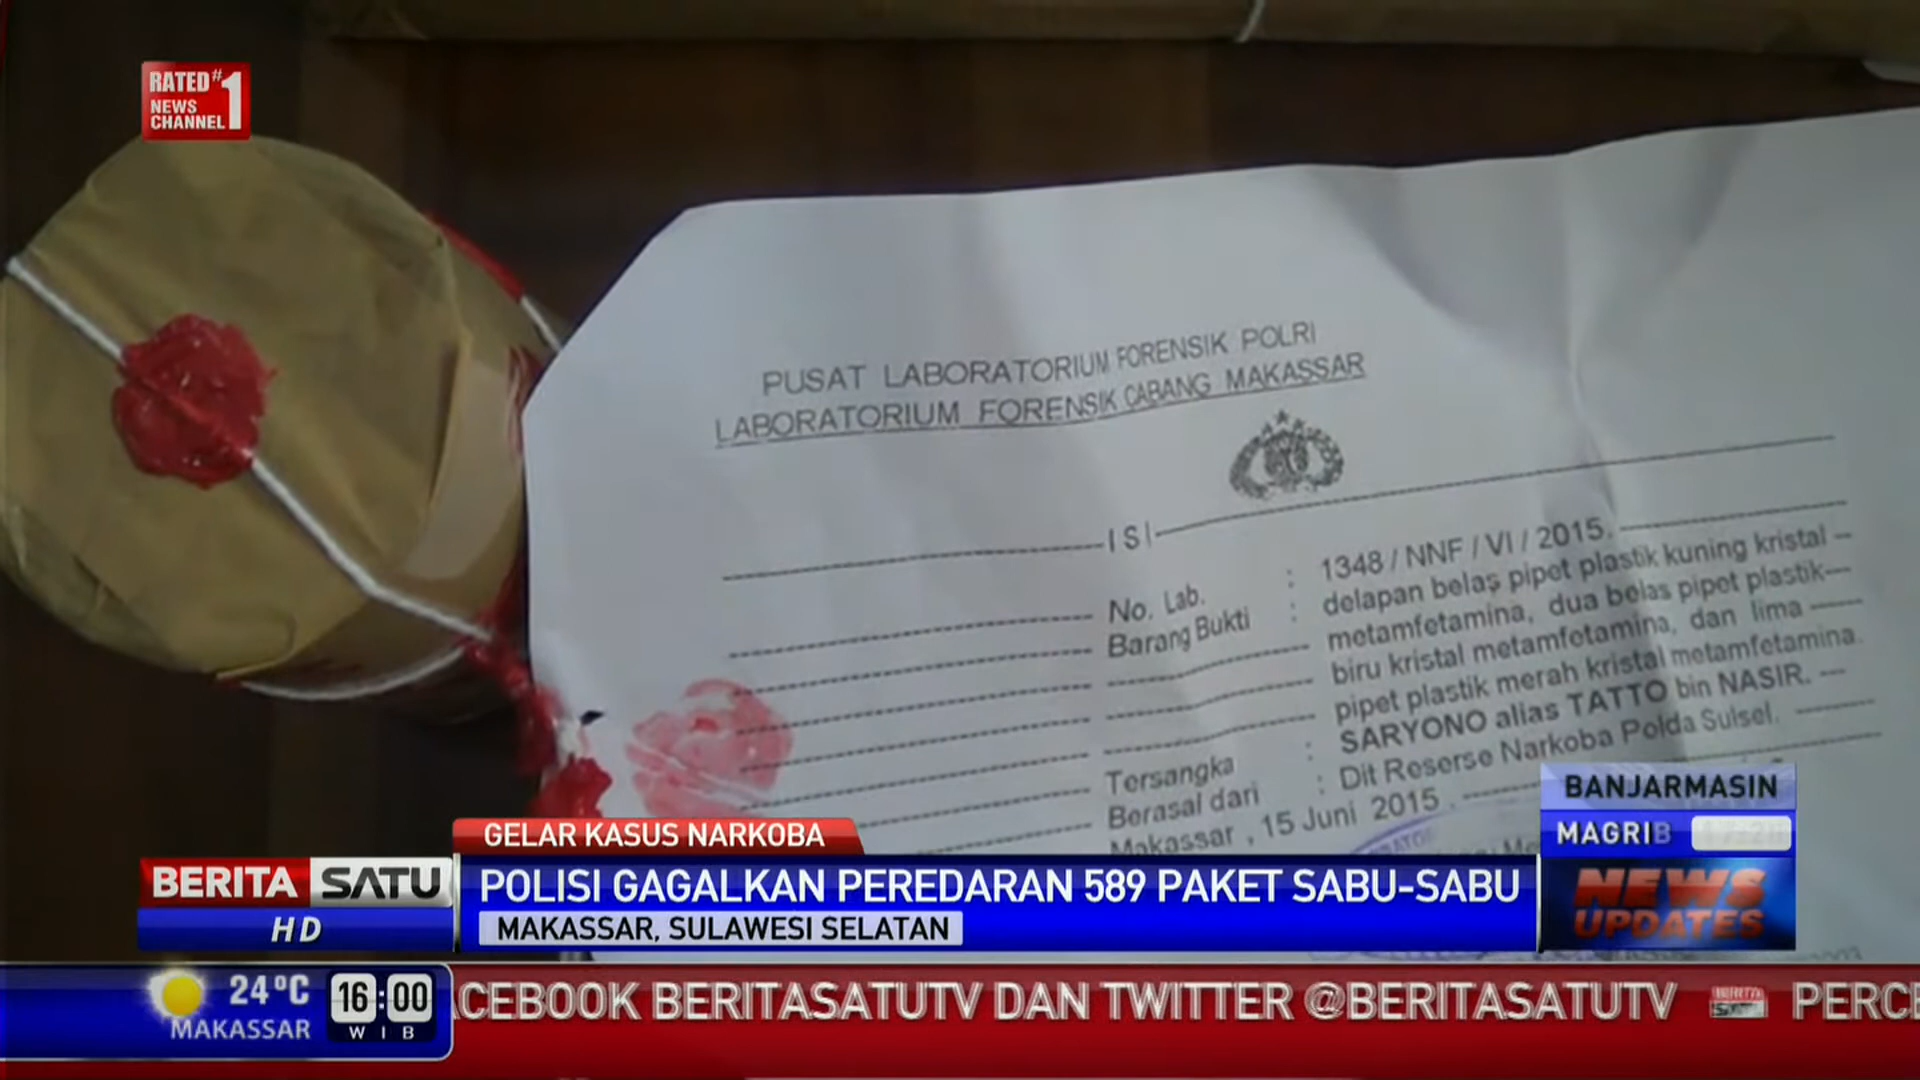 RATED #1
NEWS
CHANNEL
PUSAT LABORATORIUM FORENSIK POLRI
LABORATORIUM FORENSIK CABANG MAKASSAR
ISI
No. Lab. : 1348 / NNF / VI / 2015.
Barang Bukti : delapan belas pipet plastik kuning kristal
metamfetamina, dua belas pipet plastik
biru kristal metamfetamina, dan lima
pipet plastik merah kristal metamfetamina.
Tersangka : SARYONO alias TATTO bin NASIR.
Berasal dari : Dit Reserse Narkoba Polda Sulsel.
Makassar , 15 Juni 2015
GELAR KASUS NARKOBA
BERITA SATU
HD
POLISI GAGALKAN PEREDARAN 589 PAKET SABU-SABU
MAKASSAR, SULAWESI SELATAN
BANJARMASIN
MAGRIB
NEWS
UPDATES
24°C
MAKASSAR
16:00
WIB
ACEBOOK BERITASATUTV DAN TWITTER @BERITASATUTV
PERCE